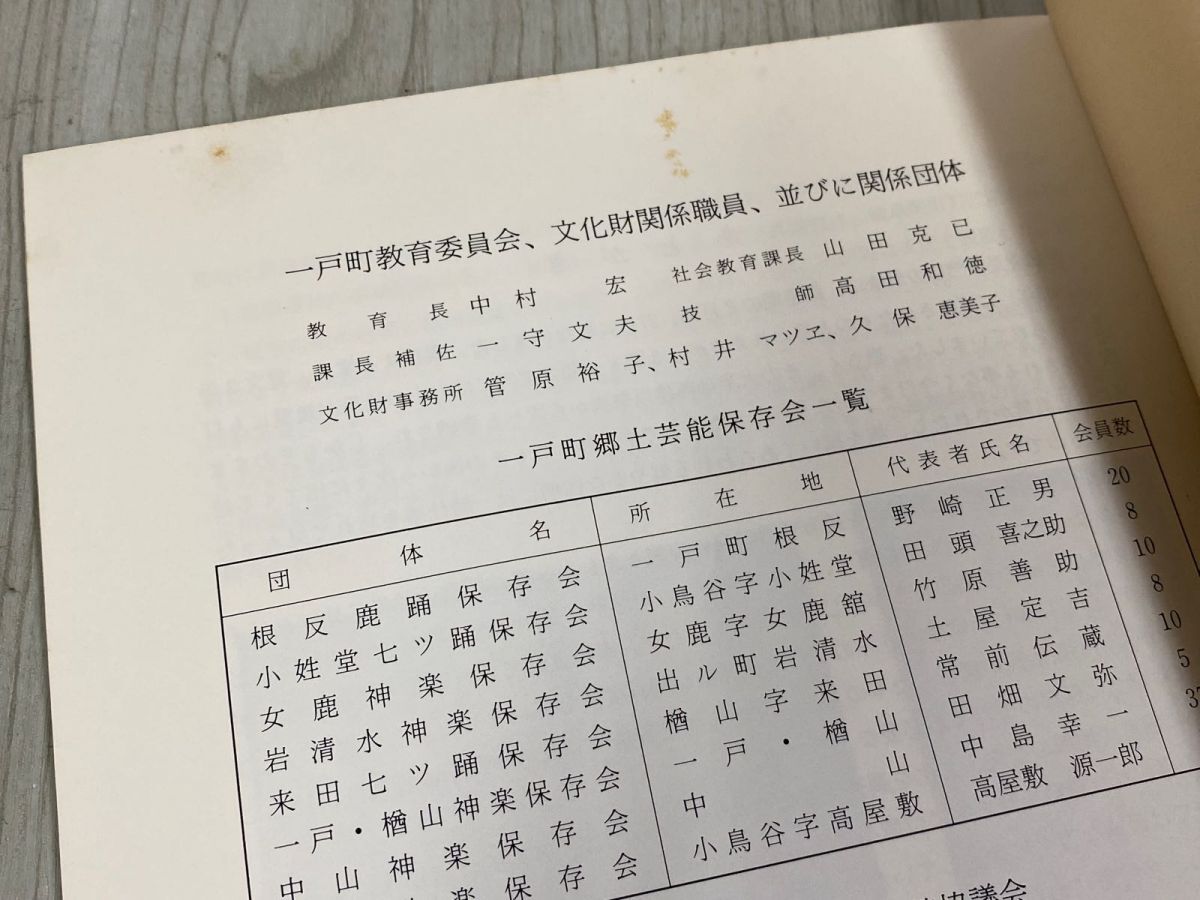 一戸町教育委員会、文化財関係職員、並びに関係団体
教育長 中村宏 社会教育課長 山田克已
課長補佐 一守文夫 技師 高田和徳
文化財事務所 管原裕子、村井マツヱ、久保恵美子
一戸町郷土芸能保存会一覧
団体名 所在地 代表者氏名 会員数
根反鹿踊保存会 一戸町根反 野崎正男 20
小姓堂七ツ踊保存会 小鳥谷字小姓堂 田頭喜之助 8
女鹿神楽保存会 女鹿字女鹿舘 竹原善助 10
岩清水神楽保存会 出ル町岩清水 土屋定吉 8
来田七ツ踊保存会 楢山字来田 常前伝蔵 10
一戸・楢山神楽保存会 一戸・楢山 田畑文弥 5
中山神楽保存会 中山 中島幸一
楽保存会 小鳥谷字高屋敷 高屋敷源一郎
協議会